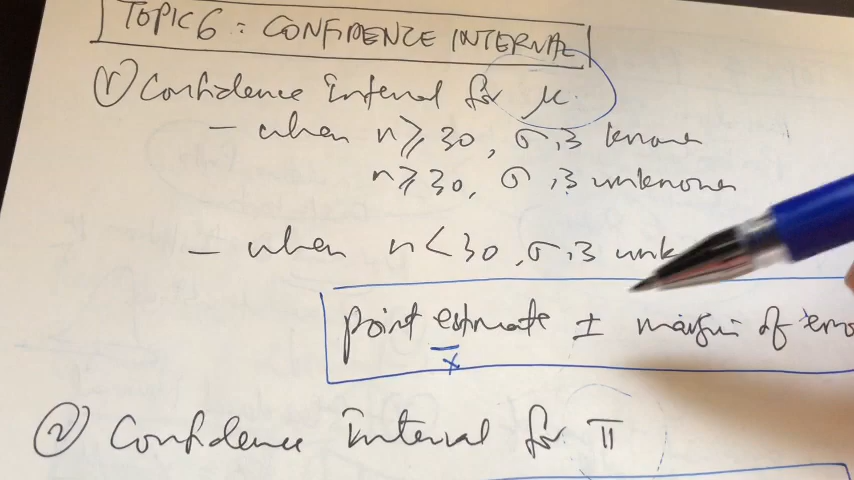 TOPIC 6 : CONFIDENCE INTERVAL
① Confidence Interval for μ.
– when n ≥ 30, σ is known
n ≥ 30, σ is unknown
– when n < 30, σ is unk
point estimate ± margin of erro
x̄
② Confidence Interval for π